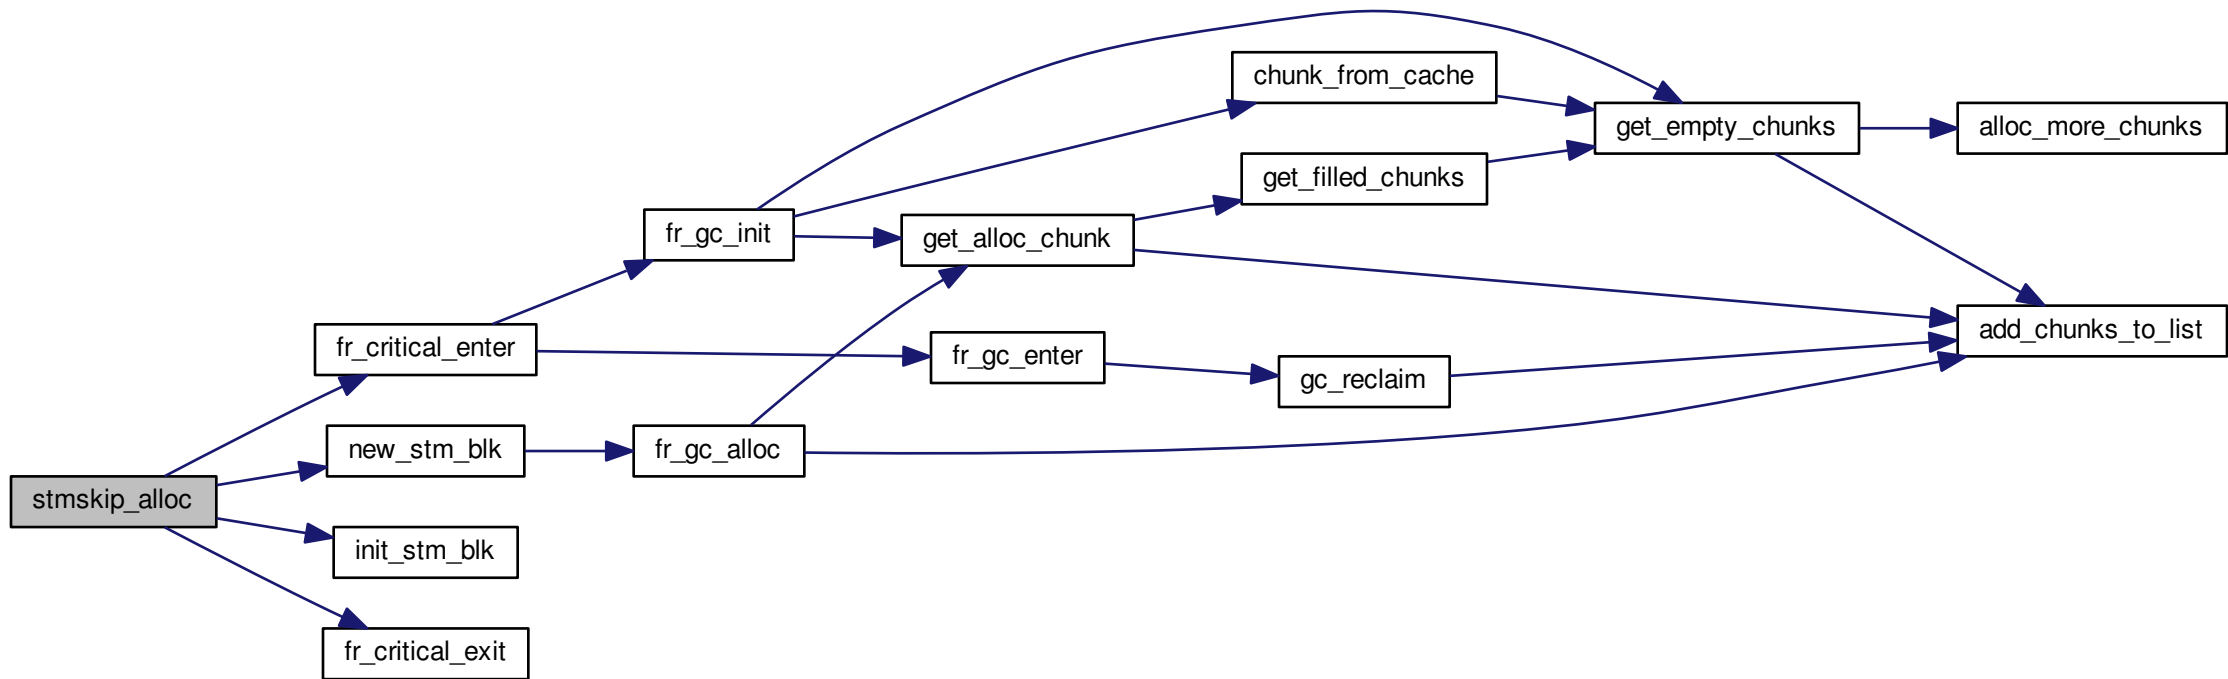 stmskip_alloc
fr_critical_enter
new_stm_blk
init_stm_blk
fr_critical_exit
fr_gc_init
fr_gc_alloc
get_alloc_chunk
fr_gc_enter
chunk_from_cache
get_filled_chunks
gc_reclaim
get_empty_chunks
alloc_more_chunks
add_chunks_to_list